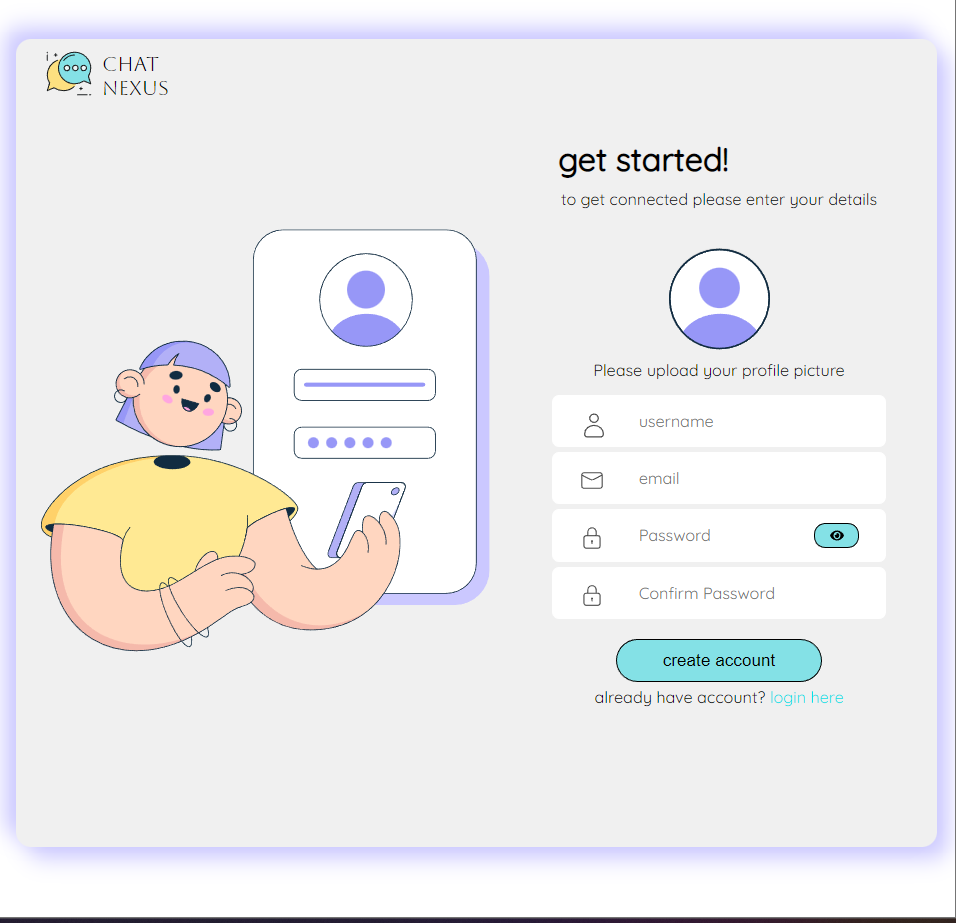 CHAT
NEXUS
get started!
to get connected please enter your details
Please upload your profile picture
username
email
Password
Confirm Password
create account
already have account? login here